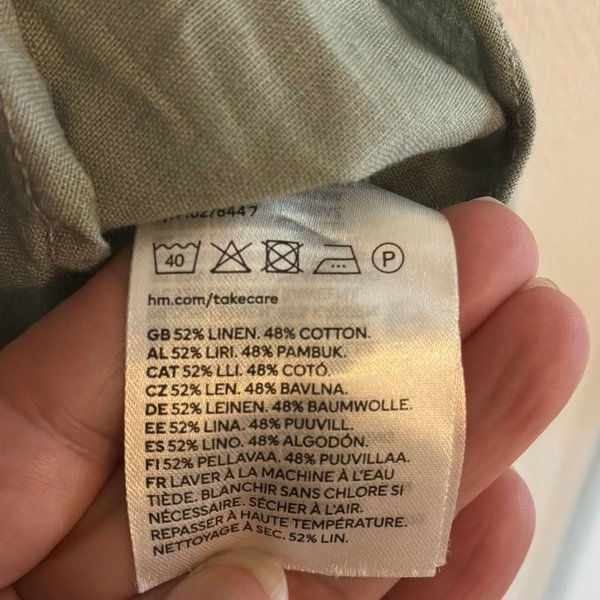 40
P
hm.com/takecare
GB 52% LINEN. 48% COTTON.
AL 52% LIRI. 48% PAMBUK.
CAT 52% LLI. 48% COTÓ.
CZ 52% LEN. 48% BAVLNA.
DE 52% LEINEN. 48% BAUMWOLLE.
EE 52% LINA. 48% PUUVILL.
ES 52% LINO. 48% ALGODÓN.
FI 52% PELLAVAA. 48% PUUVILLAA.
FR LAVER À LA MACHINE À L'EAU
TIÈDE. BLANCHIR SANS CHLORE SI
NÉCESSAIRE. SÉCHER À L'AIR.
REPASSER À HAUTE TEMPÉRATURE.
NETTOYAGE À SEC. 52% LIN.